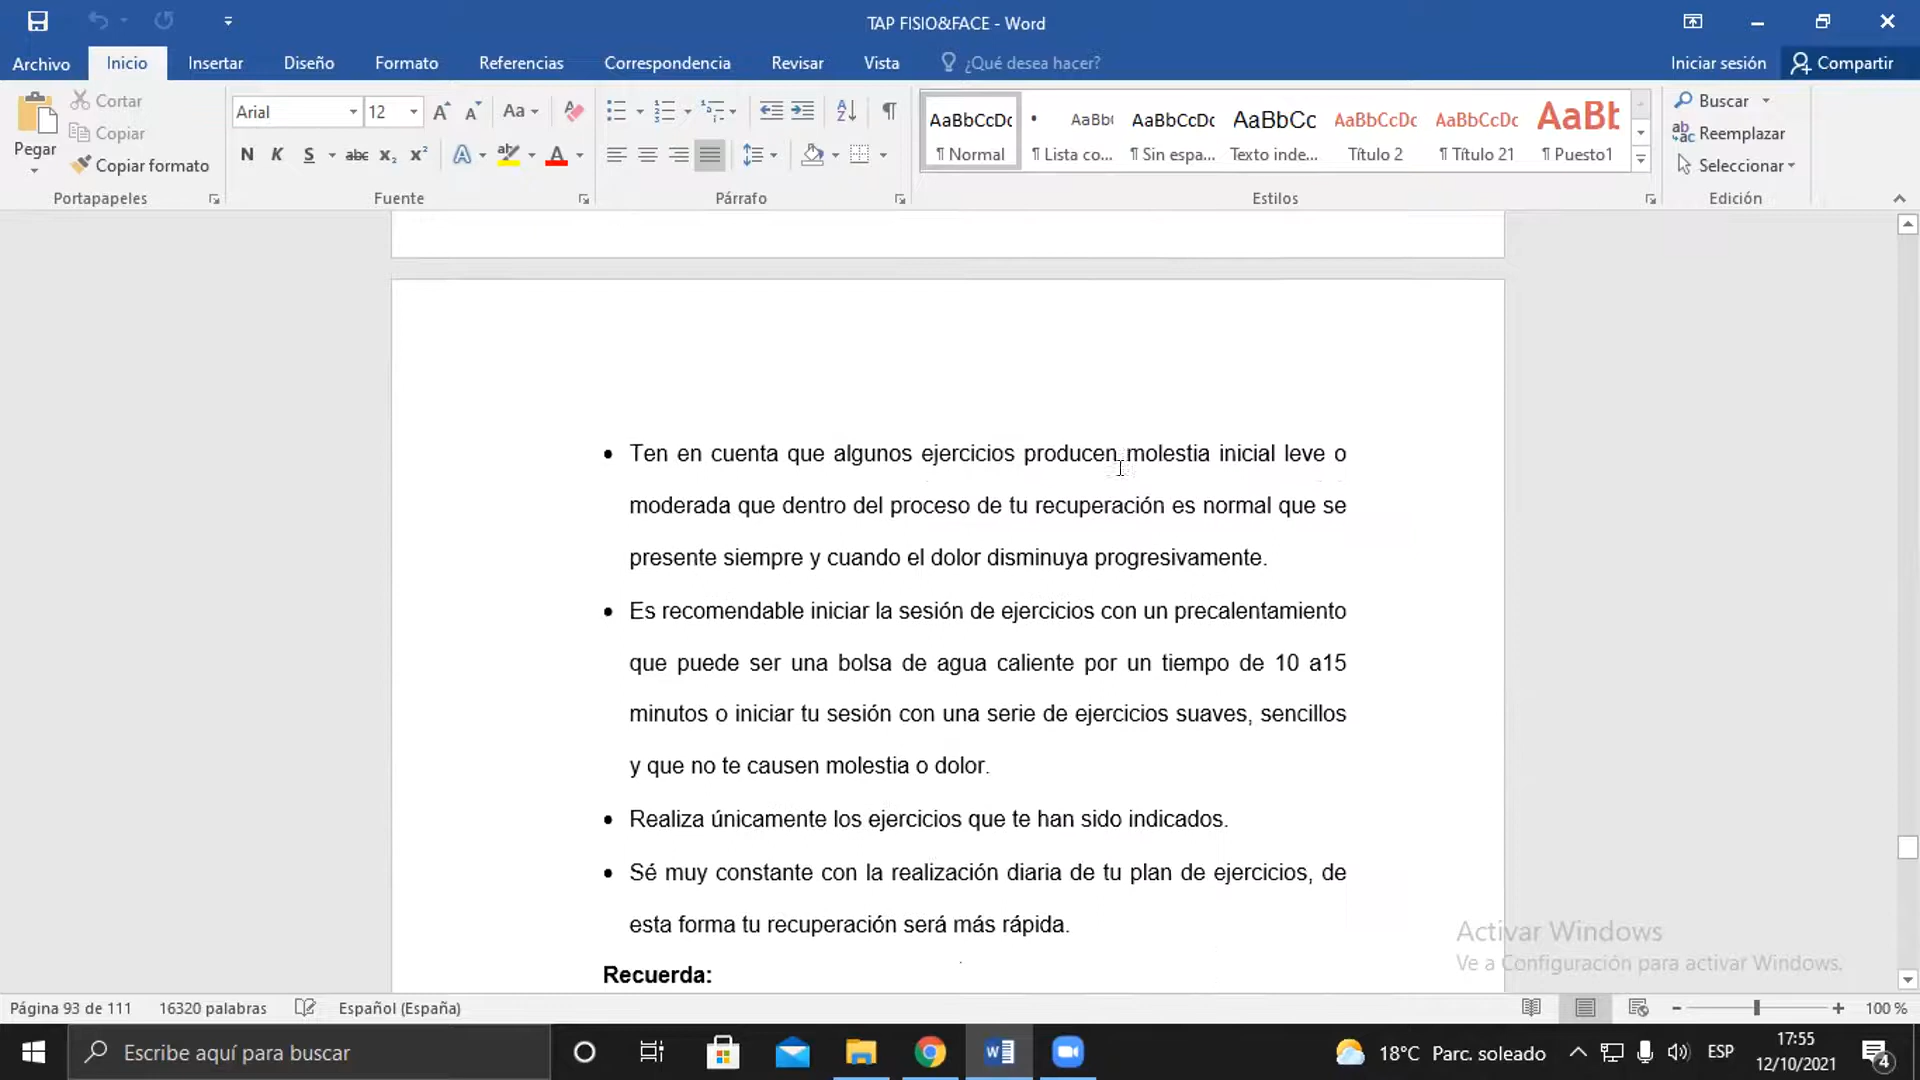 TAP FISIO&FACE - Word
Archivo Inicio Insertar Diseño Formato Referencias Correspondencia Revisar Vista ¿Qué desea hacer? Iniciar sesión Compartir
Pegar
Cortar
Copiar
Copiar formato
Portapapeles
Arial 12
Aa
N K S abc x₂ x² A A
Fuente
Párrafo
AaBbCcDc AaBb( AaBbCcDc AaBbCc AaBbCcDc AaBbCcDc AaBb
¶ Normal ¶ Lista co... ¶ Sin espa... Texto inde... Título 2 ¶ Título 21 ¶ Puesto1
Estilos
Buscar
Reemplazar
Seleccionar
Edición
• Ten en cuenta que algunos ejercicios producen molestia inicial leve o
moderada que dentro del proceso de tu recuperación es normal que se
presente siempre y cuando el dolor disminuya progresivamente.
• Es recomendable iniciar la sesión de ejercicios con un precalentamiento
que puede ser una bolsa de agua caliente por un tiempo de 10 a15
minutos o iniciar tu sesión con una serie de ejercicios suaves, sencillos
y que no te causen molestia o dolor.
• Realiza únicamente los ejercicios que te han sido indicados.
• Sé muy constante con la realización diaria de tu plan de ejercicios, de
esta forma tu recuperación será más rápida.
Recuerda:
Activar Windows
Ve a Configuración para activar Windows.
Página 93 de 111 16320 palabras Español (España) 100 %
Escribe aquí para buscar
18°C Parc. soleado ESP
17:55
12/10/2021
4